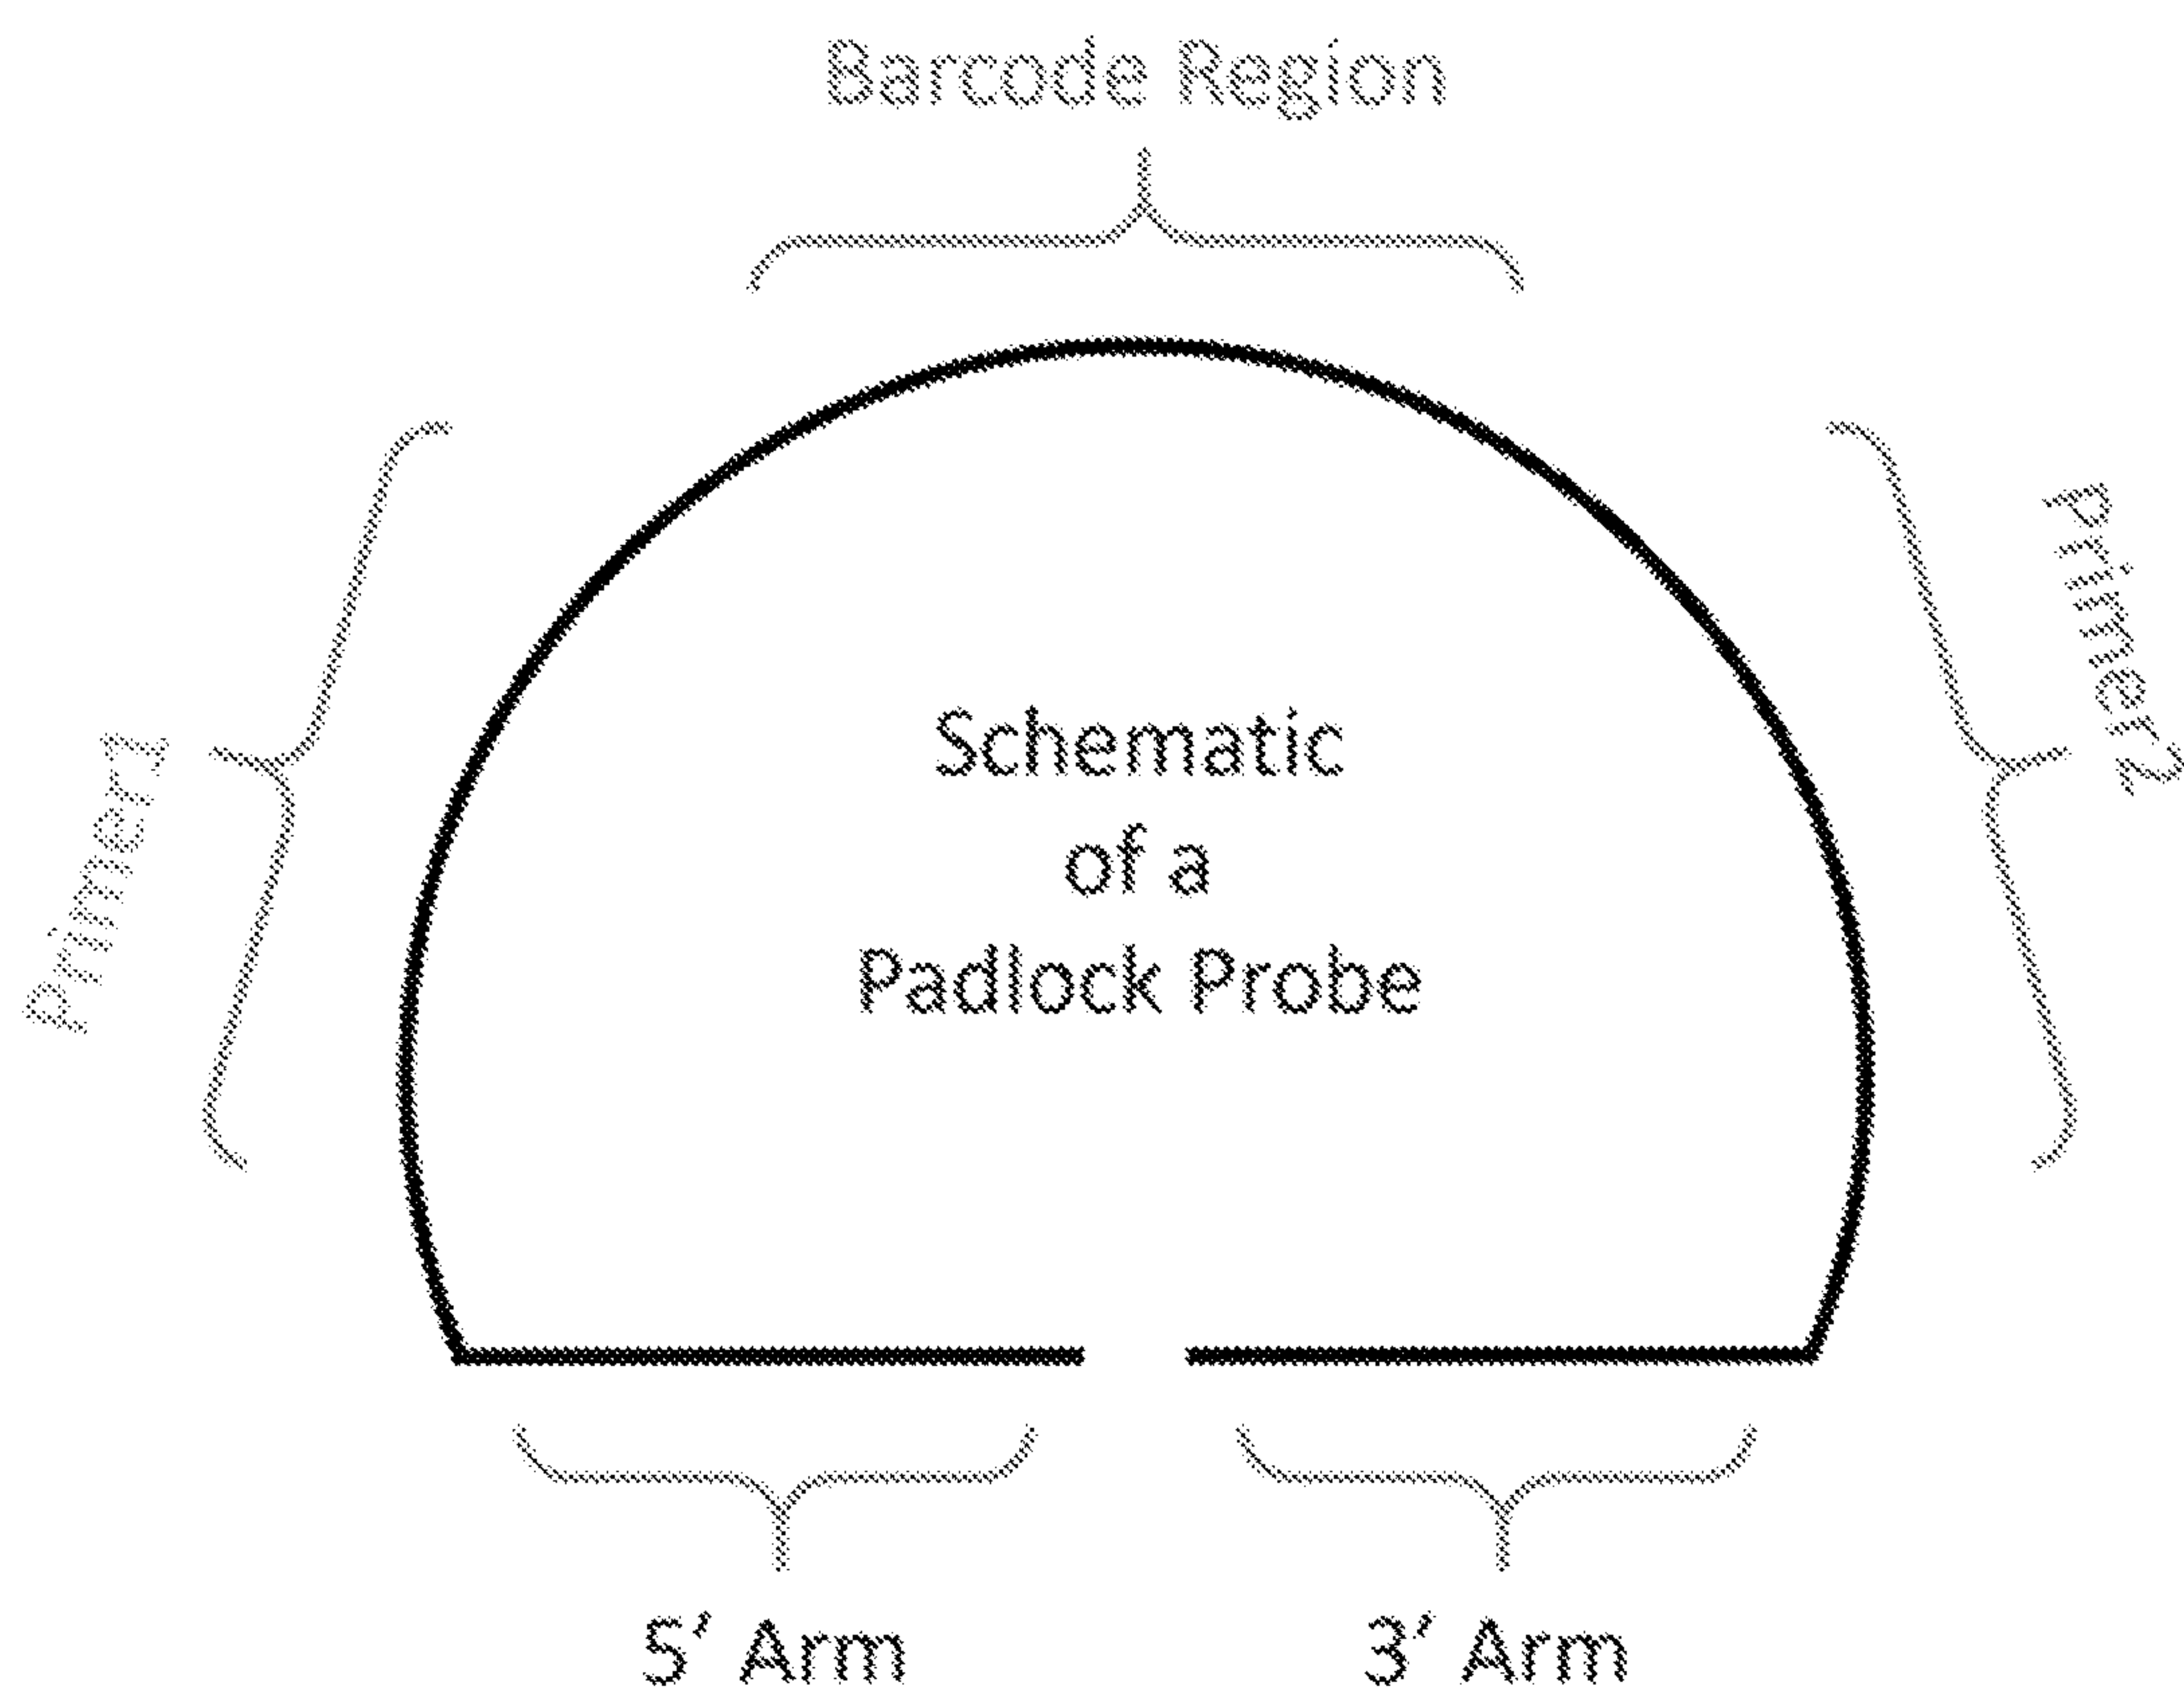 Barcode Region
Primer1
Primer2
Schematic
of a
Padlock Probe
5′ Arm
3′ Arm